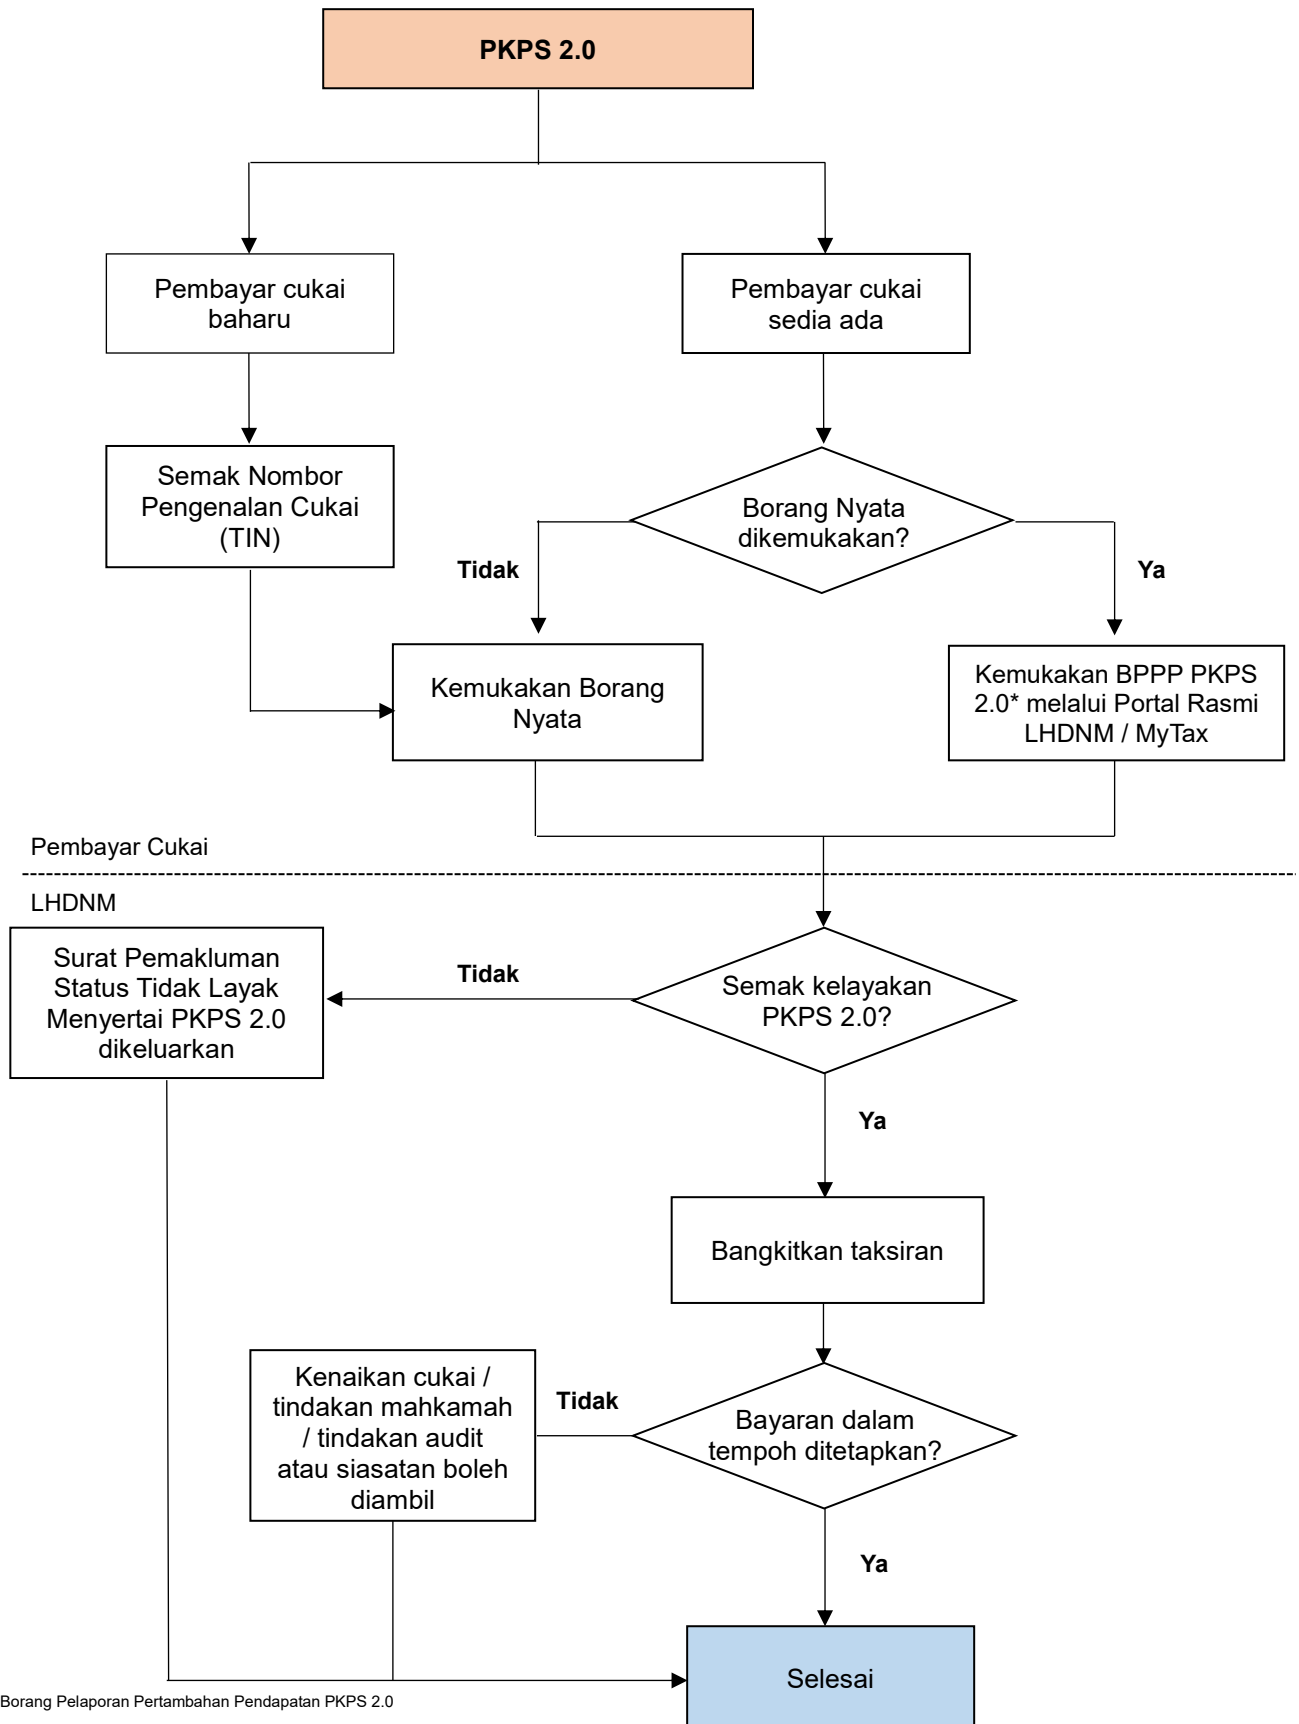 PKPS 2.0
Pembayar cukai
baharu
Pembayar cukai
sedia ada
Semak Nombor
Pengenalan Cukai
(TIN)
Borang Nyata
dikemukakan?
Tidak
Ya
Kemukakan Borang
Nyata
Kemukakan BPPP PKPS
2.0* melalui Portal Rasmi
LHDNM / MyTax
Pembayar Cukai
LHDNM
Surat Pemakluman
Status Tidak Layak
Menyertai PKPS 2.0
dikeluarkan
Tidak
Semak kelayakan
PKPS 2.0?
Ya
Bangkitkan taksiran
Kenaikan cukai /
tindakan mahkamah
/ tindakan audit
atau siasatan boleh
diambil
Tidak
Bayaran dalam
tempoh ditetapkan?
Ya
Selesai
Borang Pelaporan Pertambahan Pendapatan PKPS 2.0